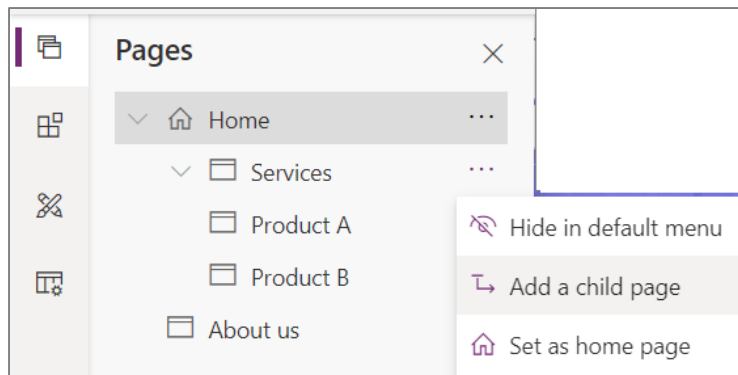 Pages
Home
Services
Product A
Product B
About us
Hide in default menu
Add a child page
Set as home page